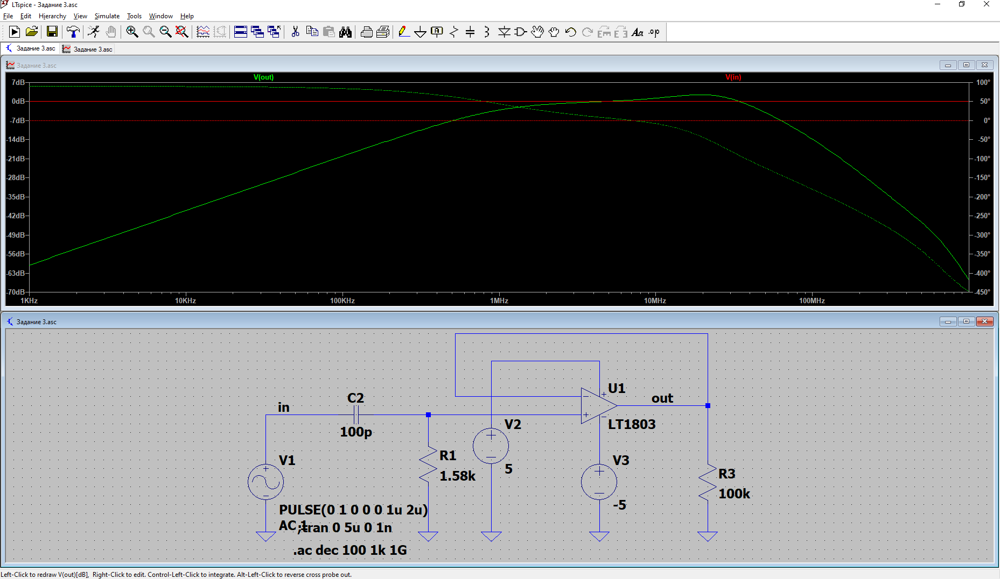 LTspice - Задание 3.asc
File Edit Hierarchy View Simulate Tools Window Help
Задание 3.asc Задание 3.asc
Задание 3.asc
V(out) V(in)
7dB 100°
0dB 50°
-7dB 0°
-14dB -50°
-21dB -100°
-28dB -150°
-35dB -200°
-42dB -250°
-49dB -300°
-56dB -350°
-63dB -400°
-70dB -450°
1KHz 10KHz 100KHz 1MHz 10MHz 100MHz
Задание 3.asc
U1
C2 in out
V2 LT1803
100p
V1 R1 V3
5 1.58k R3
100k
-5
PULSE(0 1 0 0 0 1u 2u)
AC 1 ;tran 0 5u 0 1n
.ac dec 100 1k 1G
Left-Click to redraw V(out)[dB], Right-Click to edit. Control-Left-Click to integrate. Alt-Left-Click to reverse cross probe out.